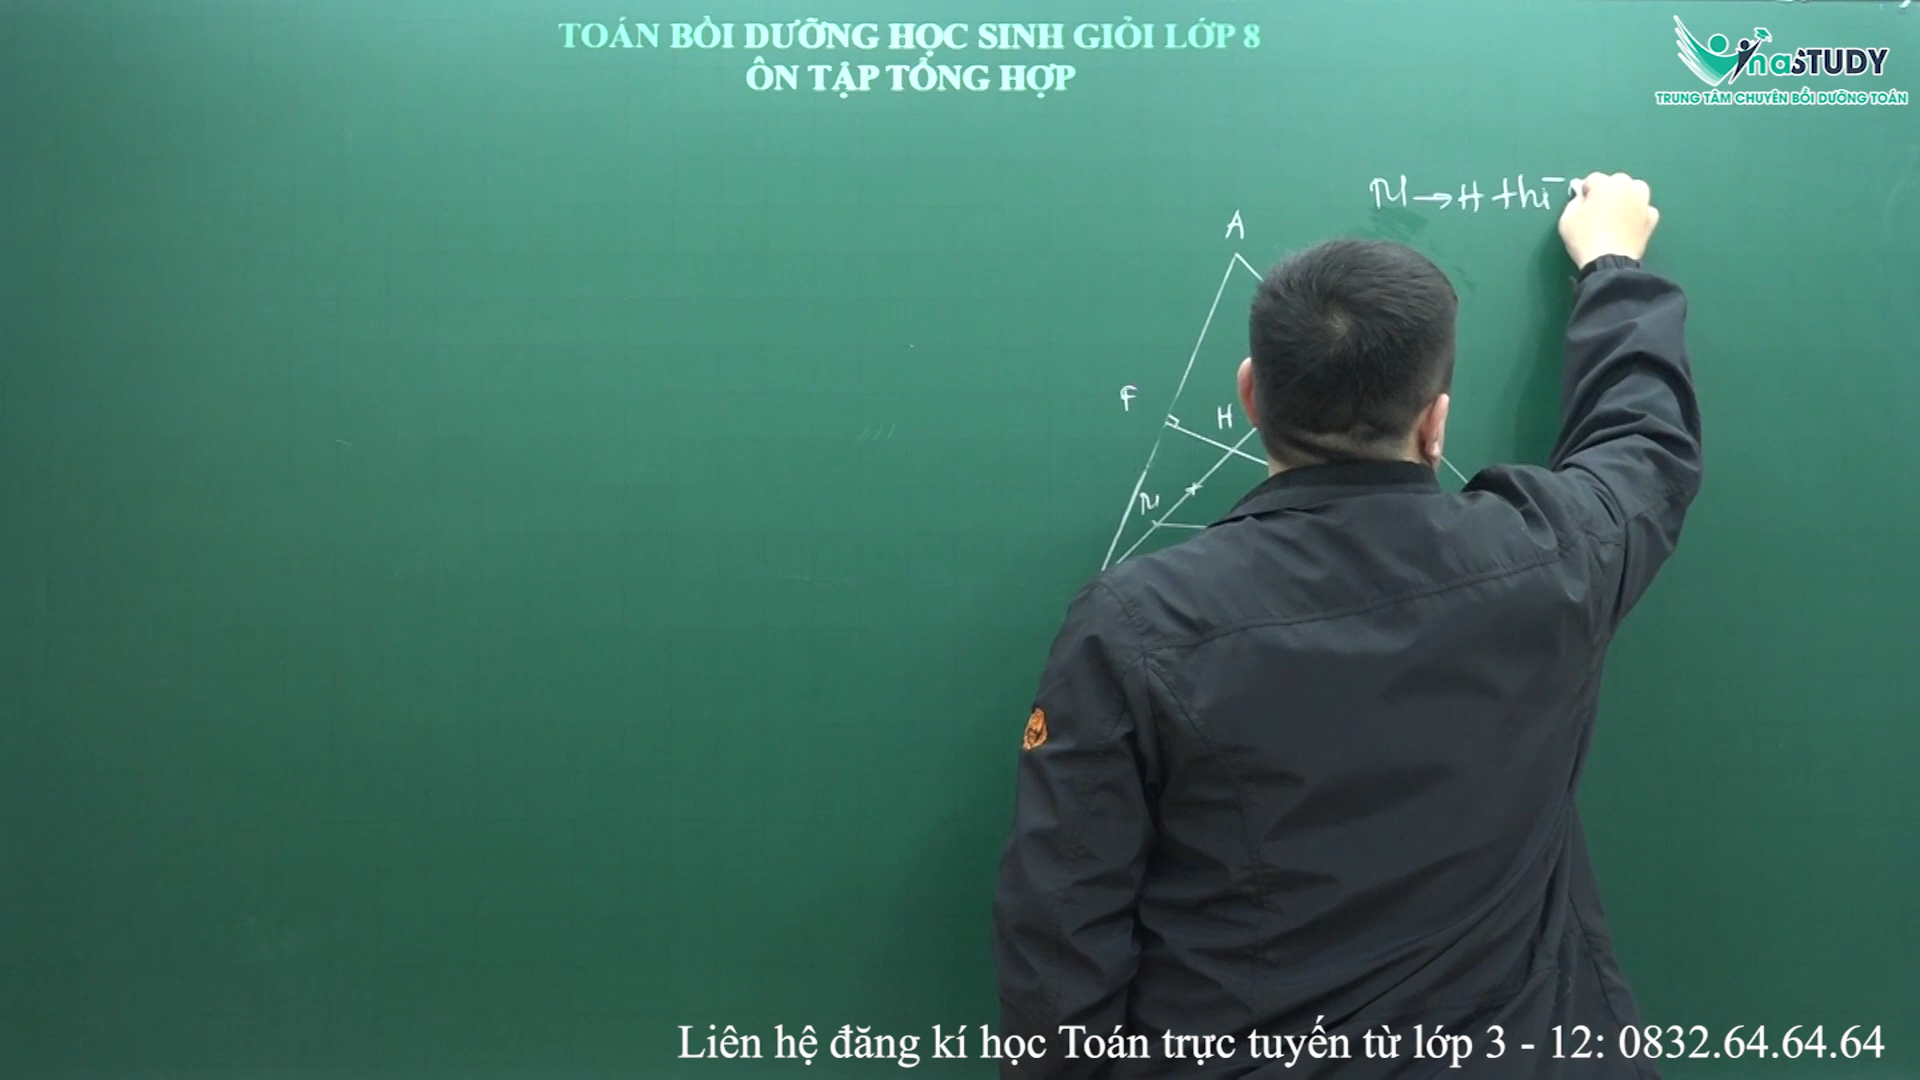 TOÁN BỒI DƯỠNG HỌC SINH GIỎI LỚP 8
ÔN TẬP TỔNG HỢP
VinaSTUDY
TRUNG TÂM CHUYÊN BỒI DƯỠNG TOÁN
M → H thì
A
F
H
M
Liên hệ đăng kí học Toán trực tuyến từ lớp 3 - 12: 0832.64.64.64